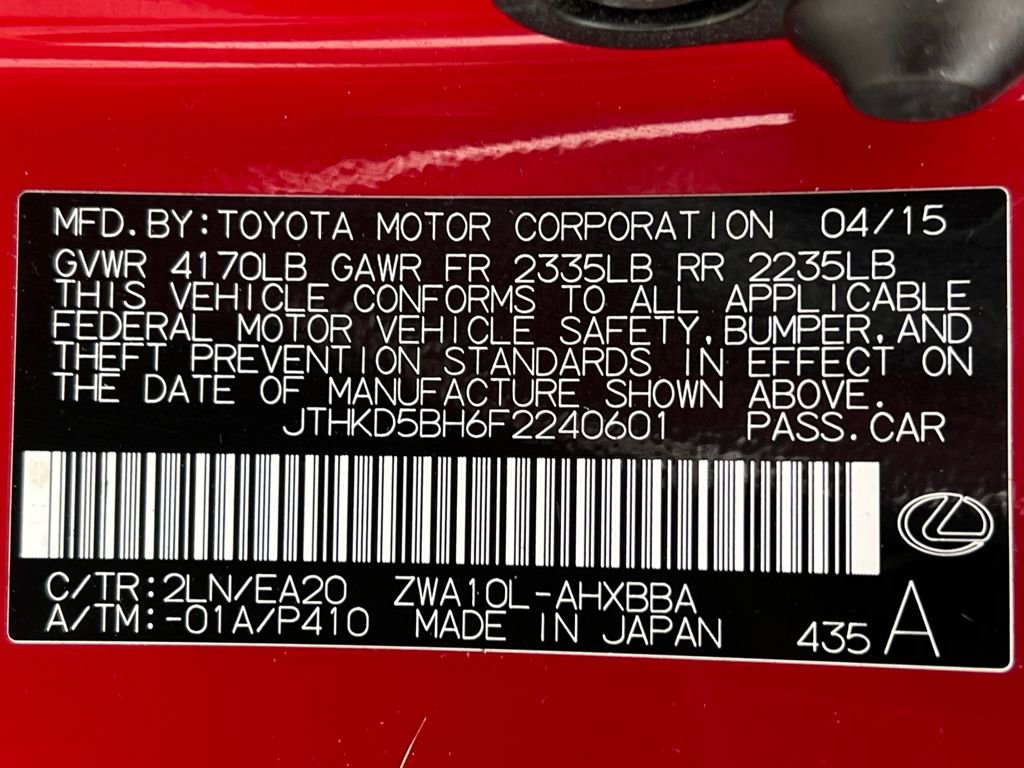 MFD.BY:TOYOTA MOTOR CORPORATION 04/15
GVWR 4170LB GAWR FR 2335LB RR 2235LB
THIS VEHICLE CONFORMS TO ALL APPLICABLE
FEDERAL MOTOR VEHICLE SAFETY,BUMPER,AND
THEFT PREVENTION STANDARDS IN EFFECT ON
THE DATE OF MANUFACTURE SHOWN ABOVE.
JTHKD5BH6F2240601 PASS.CAR
C/TR:2LN/EA20 ZWA10L-AHXBBA
A/TM:-01A/P410 MADE IN JAPAN 435 A